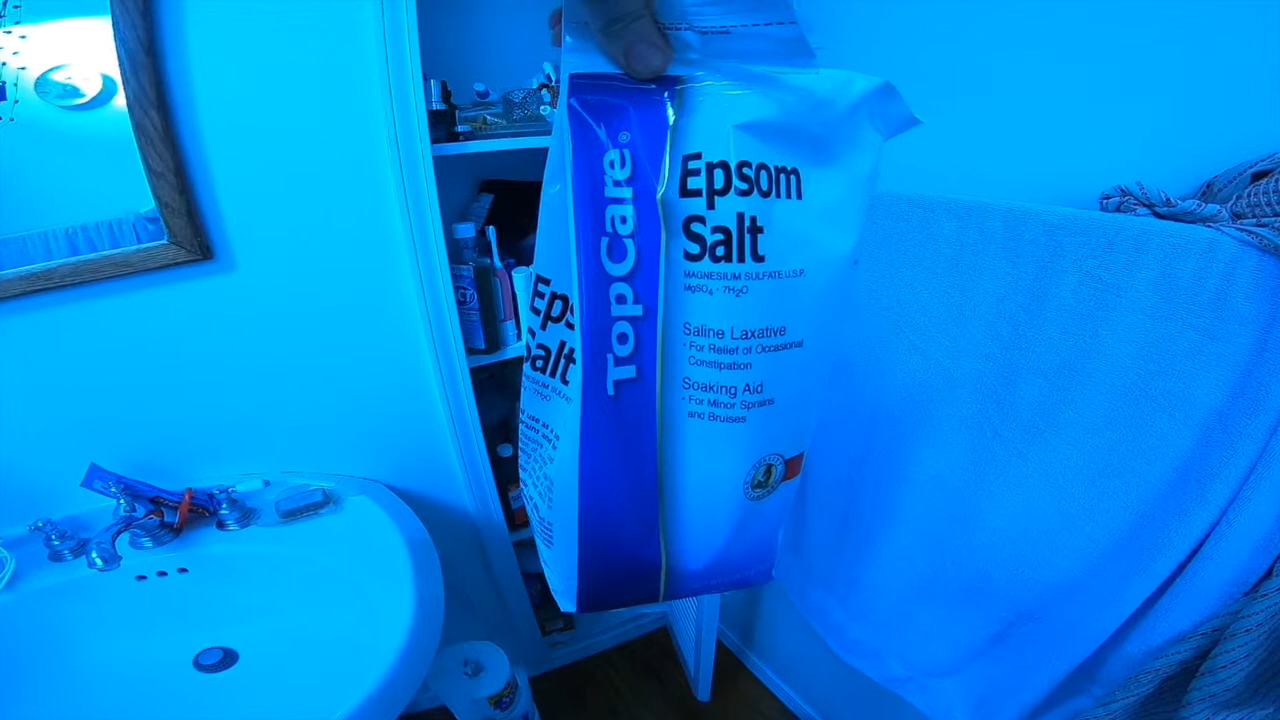 TopCare®
Epsom
Salt
MAGNESIUM SULFATE U.S.P.
MgSO4 · 7H2O
Saline Laxative
· For Relief of Occasional
Constipation
Soaking Aid
· For Minor Sprains
and Bruises
Eps
Salt